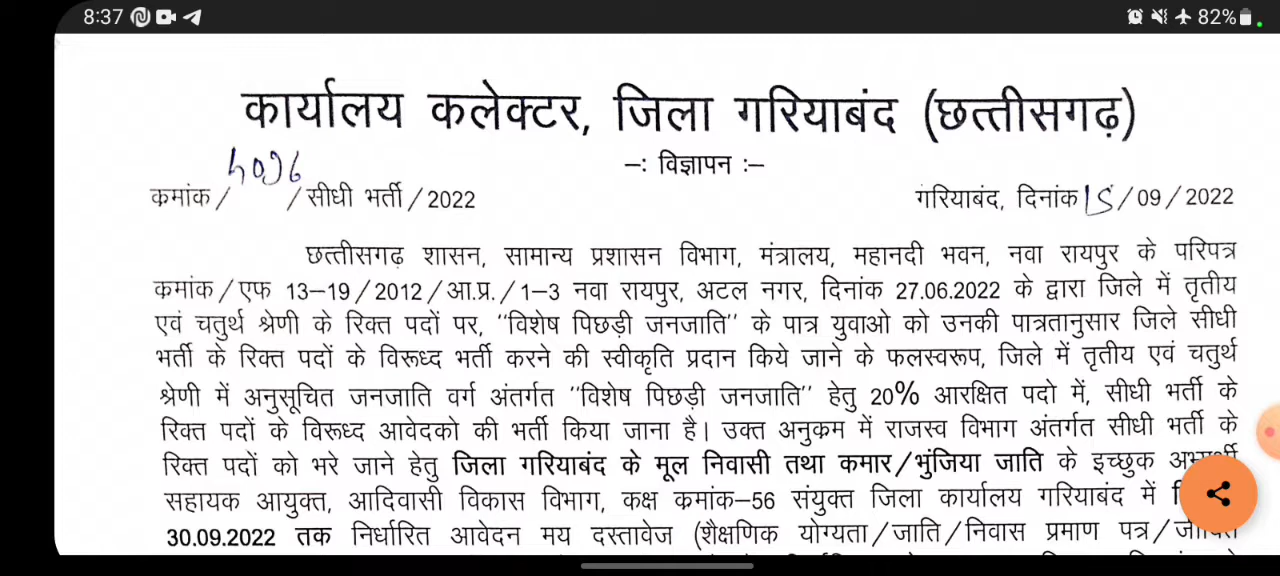 8:37
82%
कार्यालय कलेक्टर, जिला गरियाबंद (छत्तीसगढ़)
–: विज्ञापन :–
कमांक / / सीधी भर्ती / 2022 गरियाबंद, दिनांक 15 / 09 / 2022
छत्तीसगढ़ शासन, सामान्य प्रशासन विभाग, मंत्रालय, महानदी भवन, नवा रायपुर के परिपत्र
कमांक / एफ 13–19 / 2012 / आ.प्र. / 1–3 नवा रायपुर, अटल नगर, दिनांक 27.06.2022 के द्वारा जिले में तृतीय
एवं चतुर्थ श्रेणी के रिक्त पदों पर, "विशेष पिछड़ी जनजाति" के पात्र युवाओ को उनकी पात्रतानुसार जिले सीधी
भर्ती के रिक्त पदों के विरूध्द भर्ती करने की स्वीकृति प्रदान किये जाने के फलस्वरूप, जिले में तृतीय एवं चतुर्थ
श्रेणी में अनुसूचित जनजाति वर्ग अंतर्गत "विशेष पिछड़ी जनजाति" हेतु 20% आरक्षित पदो में, सीधी भर्ती के
रिक्त पदों के विरूध्द आवेदको की भर्ती किया जाना है। उक्त अनुकम में राजस्व विभाग अंतर्गत सीधी भर्ती के
रिक्त पदों को भरे जाने हेतु जिला गरियाबंद के मूल निवासी तथा कमार / भुंजिया जाति के इच्छुक
सहायक आयुक्त, आदिवासी विकास विभाग, कक्ष कमांक–56 संयुक्त जिला कार्यालय गरियाबंद में
30.09.2022 तक निर्धारित आवेदन मय दस्तावेज (शैक्षणिक योग्यता / जाति / निवास प्रमाण पत्र /